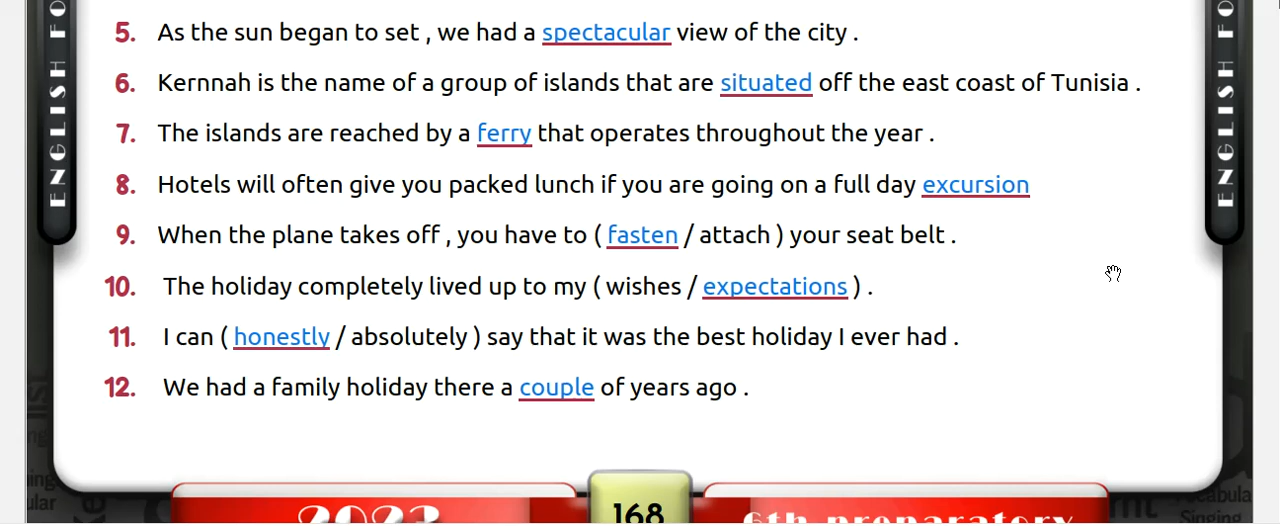 ENGLISH FO
ENGLISH FO
5. As the sun began to set , we had a spectacular view of the city .
6. Kernnah is the name of a group of islands that are situated off the east coast of Tunisia .
7. The islands are reached by a ferry that operates throughout the year .
8. Hotels will often give you packed lunch if you are going on a full day excursion
9. When the plane takes off , you have to ( fasten / attach ) your seat belt .
10. The holiday completely lived up to my ( wishes / expectations ) .
11. I can ( honestly / absolutely ) say that it was the best holiday I ever had .
12. We had a family holiday there a couple of years ago .
2023
168
6th preparatory